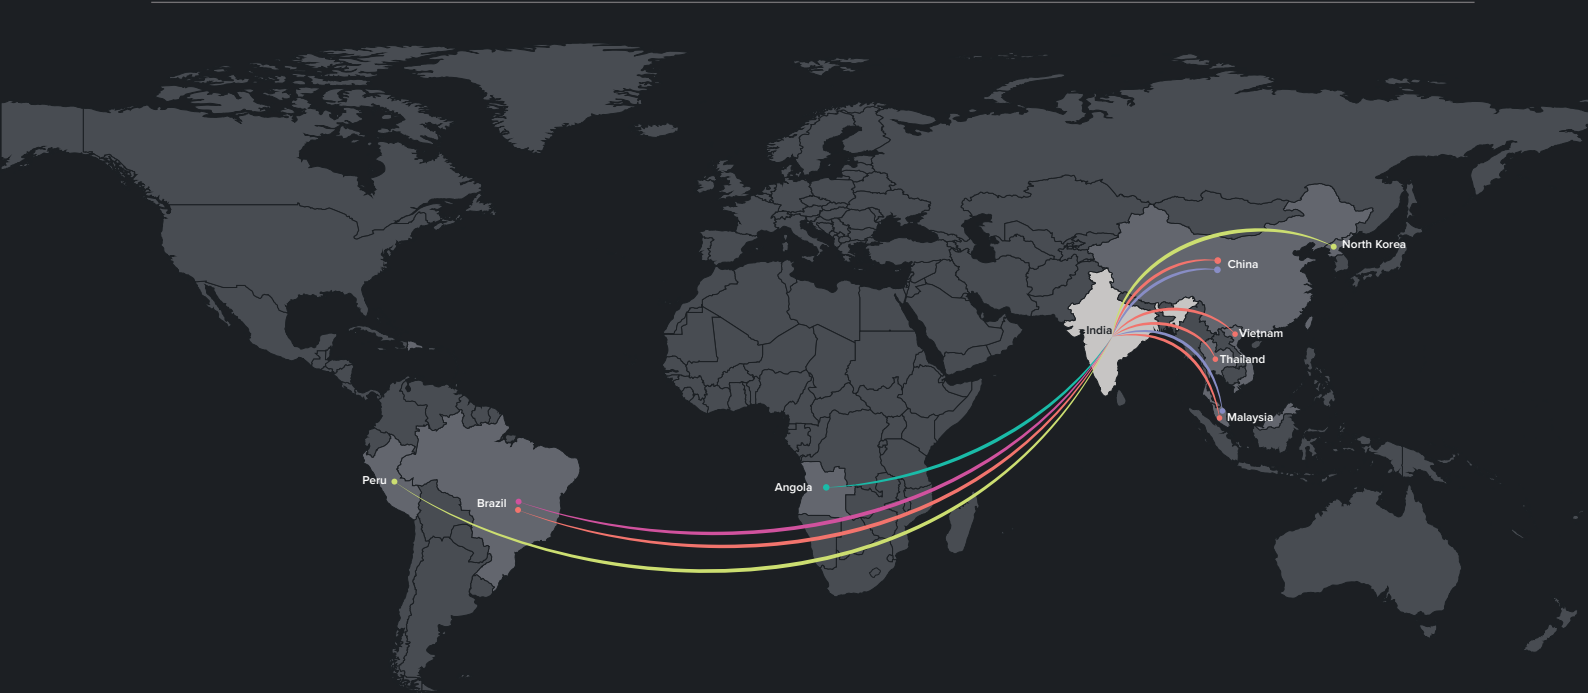 North Korea
China
India
Vietnam
Thailand
Malaysia
Peru
Angola
Brazil